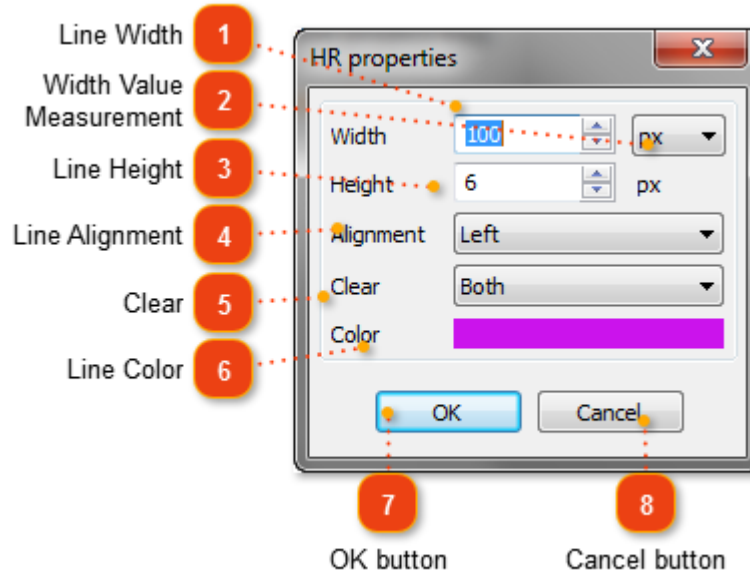 Line Width 1
HR properties
Width Value
Measurement 2
Width 100 px
Line Height 3
Height 6 px
Line Alignment 4
Alignment Left
Clear 5
Clear Both
Color
Line Color 6
OK Cancel
7 8
OK button Cancel button